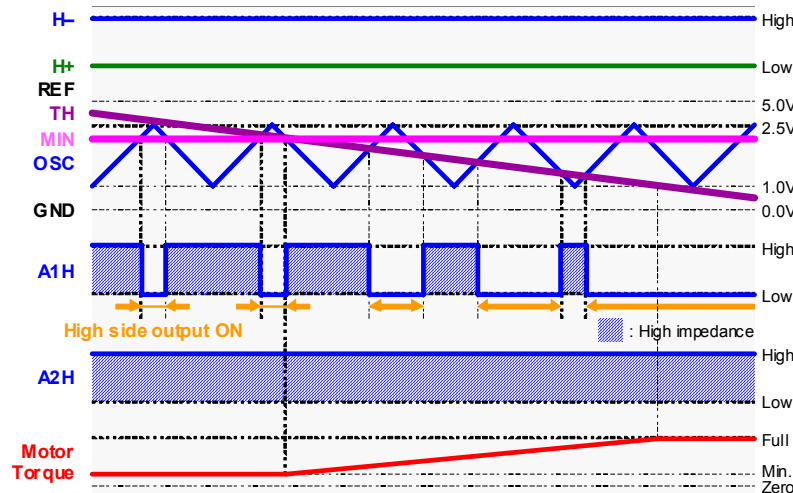 H– High
H+ Low
REF 5.0V
TH 2.5V
MIN
OSC 1.0V
GND 0.0V
A1H High
Low
High side output ON : High impedance
A2H High
Low
Motor Torque Full
Min.
Zero